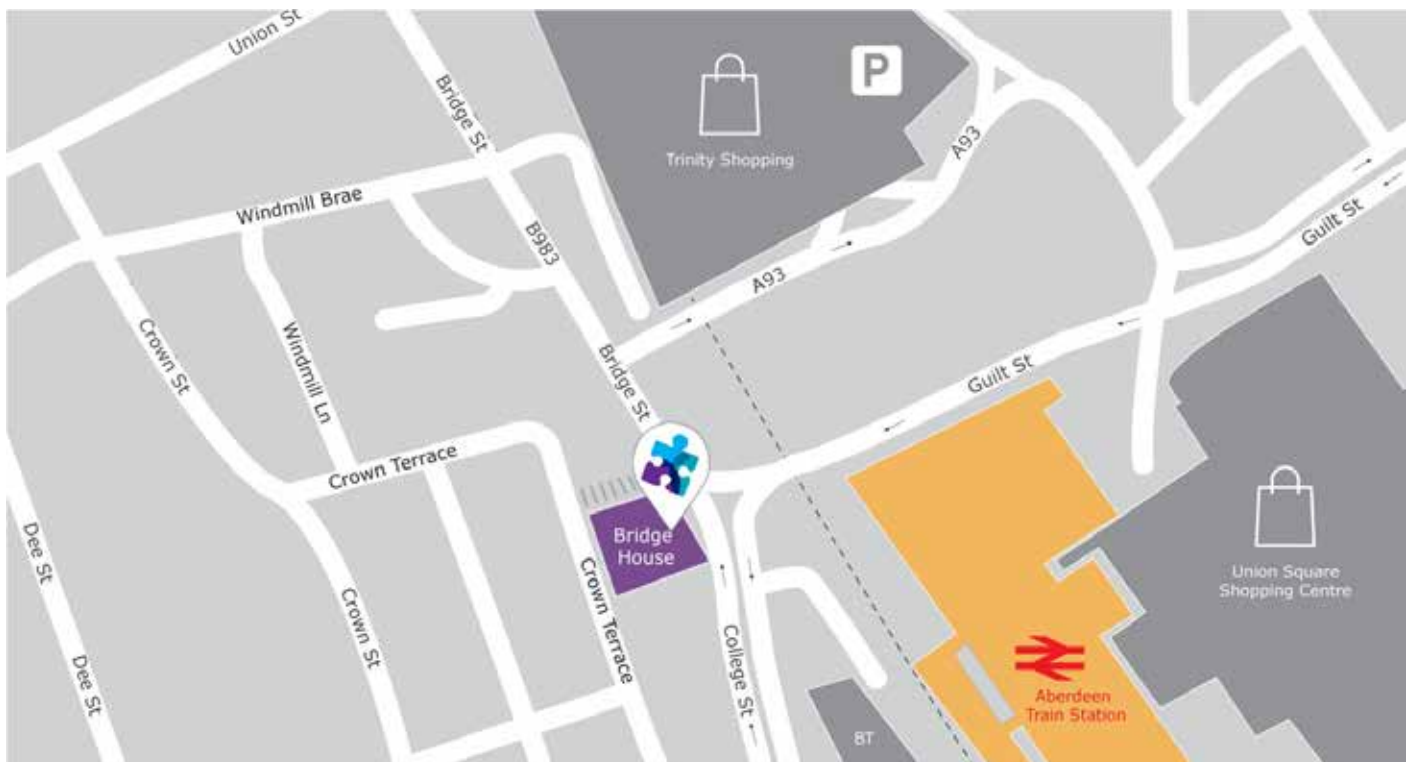 Union St
Bridge St
P
Trinity Shopping
A93
Windmill Brae
B983
Guilt St
A93
Crown St
Windmill Ln
Bridge St
Guilt St
Crown Terrace
Bridge
House
Union Square
Shopping Centre
Dee St
Crown St
Crown Terrace
College St
Dee St
Aberdeen
Train Station
BT